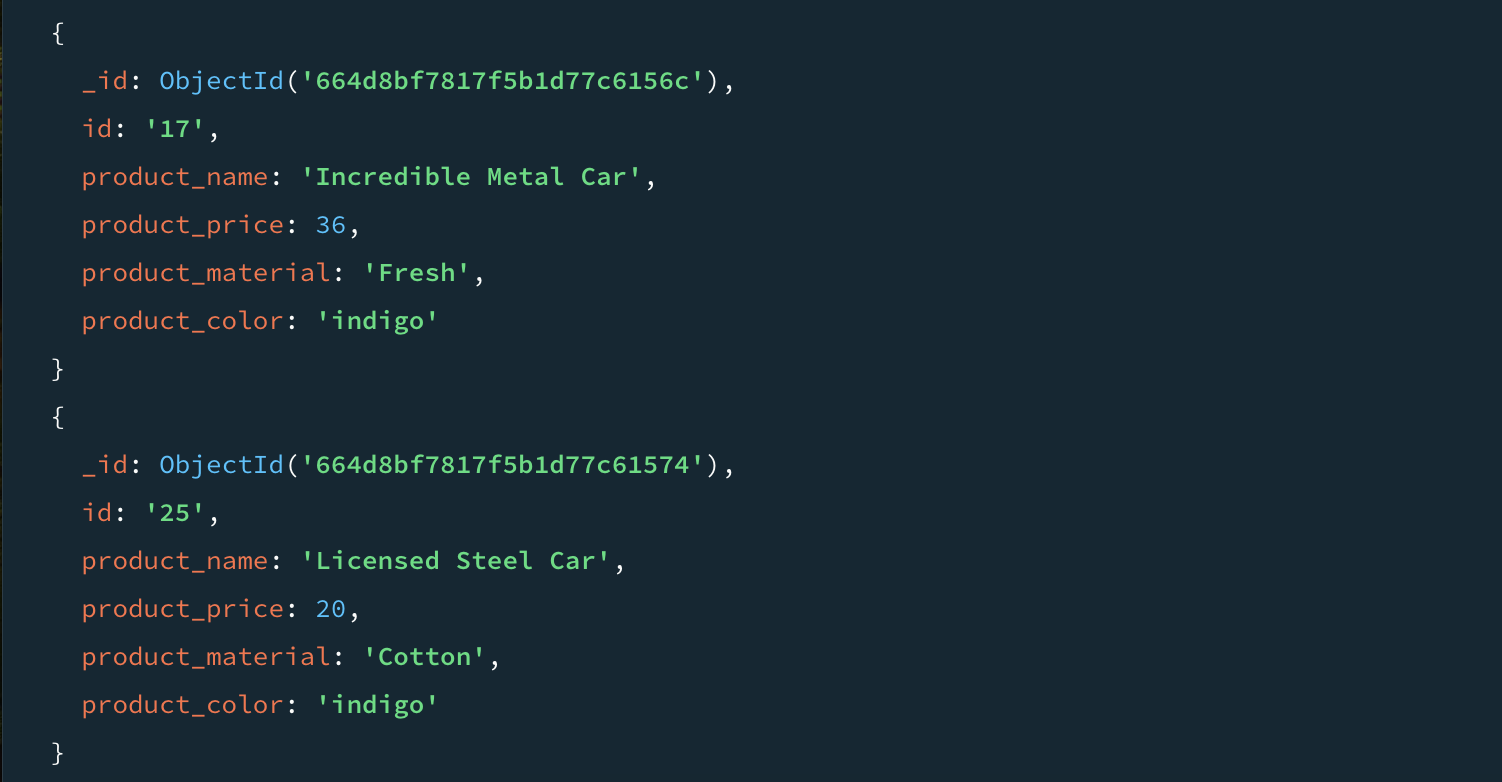 {
_id: ObjectId('664d8bf7817f5b1d77c6156c'),
id: '17',
product_name: 'Incredible Metal Car',
product_price: 36,
product_material: 'Fresh',
product_color: 'indigo'
}
{
_id: ObjectId('664d8bf7817f5b1d77c61574'),
id: '25',
product_name: 'Licensed Steel Car',
product_price: 20,
product_material: 'Cotton',
product_color: 'indigo'
}